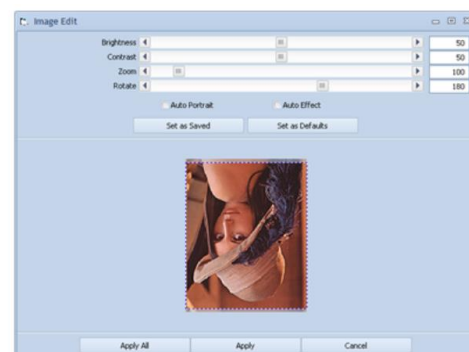 Image Edit
Brightness 50
Contrast 50
Zoom 100
Rotate 180
Auto Portrait Auto Effect
Set as Saved Set as Defaults
Apply All Apply Cancel